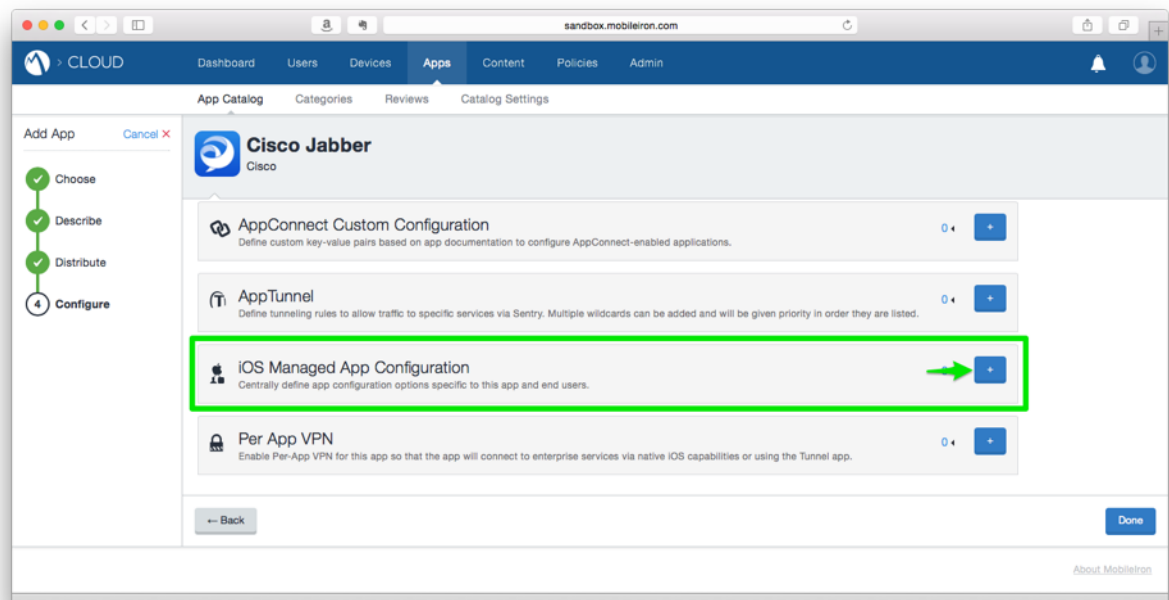 sandbox.mobileiron.com
> CLOUD
Dashboard Users Devices Apps Content Policies Admin
App Catalog Categories Reviews Catalog Settings
Add App Cancel ×
Cisco Jabber
Cisco
Choose
Describe
Distribute
4 Configure
AppConnect Custom Configuration
Define custom key-value pairs based on app documentation to configure AppConnect-enabled applications.
0 +
AppTunnel
Define tunneling rules to allow traffic to specific services via Sentry. Multiple wildcards can be added and will be given priority in order they are listed.
0 +
iOS Managed App Configuration
Centrally define app configuration options specific to this app and end users.
+
Per App VPN
Enable Per-App VPN for this app so that the app will connect to enterprise services via native iOS capabilities or using the Tunnel app.
0 +
← Back
Done
About MobileIron